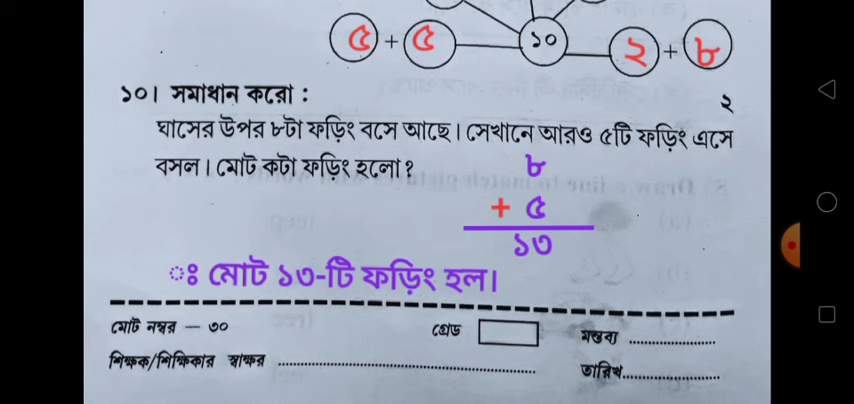 ৫ + ৫ ১০ ২ + ৮
১০। সমাধান করো : ২
ঘাসের উপর ৮টা ফড়িং বসে আছে। সেখানে আরও ৫টি ফড়িং এসে
বসল। মোট কটা ফড়িং হলো?
৮
+ ৫
১৩
ঃ মোট ১৩-টি ফড়িং হল।
মোট নম্বর — ৩০ গ্রেড মন্তব্য ....................
শিক্ষক/শিক্ষিকার স্বাক্ষর ............................................................
তারিখ.......................